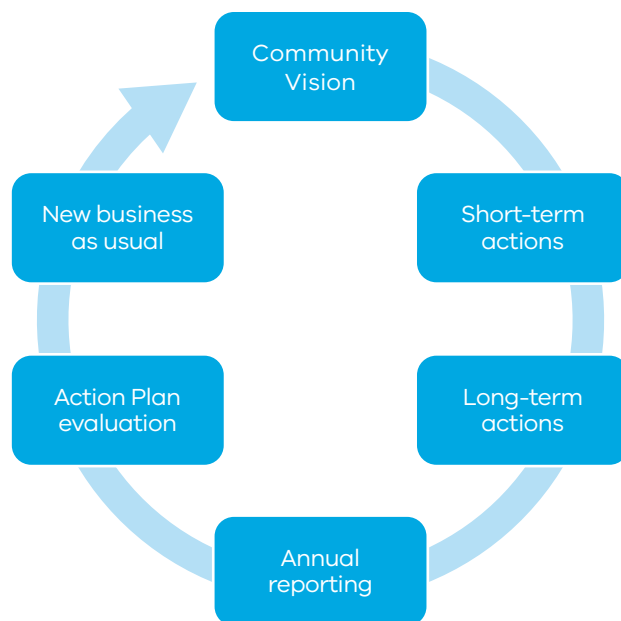 Community
Vision
Short-term
actions
Long-term
actions
Annual
reporting
Action Plan
evaluation
New business
as usual